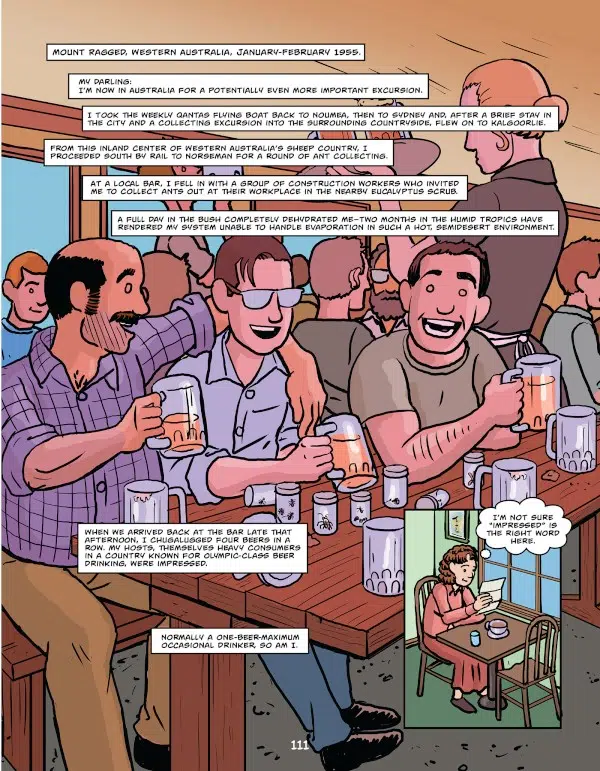 MOUNT RAGGED, WESTERN AUSTRALIA, JANUARY-FEBRUARY 1955.
MY DARLING:
I'M NOW IN AUSTRALIA FOR A POTENTIALLY EVEN MORE IMPORTANT EXCURSION.
I TOOK THE WEEKLY QANTAS FLYING BOAT BACK TO NOUMEA, THEN TO SYDNEY AND, AFTER A BRIEF STAY IN
THE CITY AND A COLLECTING EXCURSION INTO THE SURROUNDING COUNTRYSIDE, FLEW ON TO KALGOORLIE.
FROM THIS INLAND CENTER OF WESTERN AUSTRALIA'S SHEEP COUNTRY, I
PROCEEDED SOUTH BY RAIL TO NORSEMAN FOR A ROUND OF ANT COLLECTING.
AT A LOCAL BAR, I FELL IN WITH A GROUP OF CONSTRUCTION WORKERS WHO INVITED
ME TO COLLECT ANTS OUT AT THEIR WORKPLACE IN THE NEARBY EUCALYPTUS SCRUB.
A FULL DAY IN THE BUSH COMPLETELY DEHYDRATED ME—TWO MONTHS IN THE HUMID TROPICS HAVE
RENDERED MY SYSTEM UNABLE TO HANDLE EVAPORATION IN SUCH A HOT, SEMIDESERT ENVIRONMENT.
WHEN WE ARRIVED BACK AT THE BAR LATE THAT
AFTERNOON, I CHUGALUGGED FOUR BEERS IN A
ROW. MY HOSTS, THEMSELVES HEAVY CONSUMERS
IN A COUNTRY KNOWN FOR OLYMPIC-CLASS BEER
DRINKING, WERE IMPRESSED.
I'M NOT SURE
"IMPRESSED" IS
THE RIGHT WORD
HERE.
NORMALLY A ONE-BEER-MAXIMUM
OCCASIONAL DRINKER, SO AM I.
111